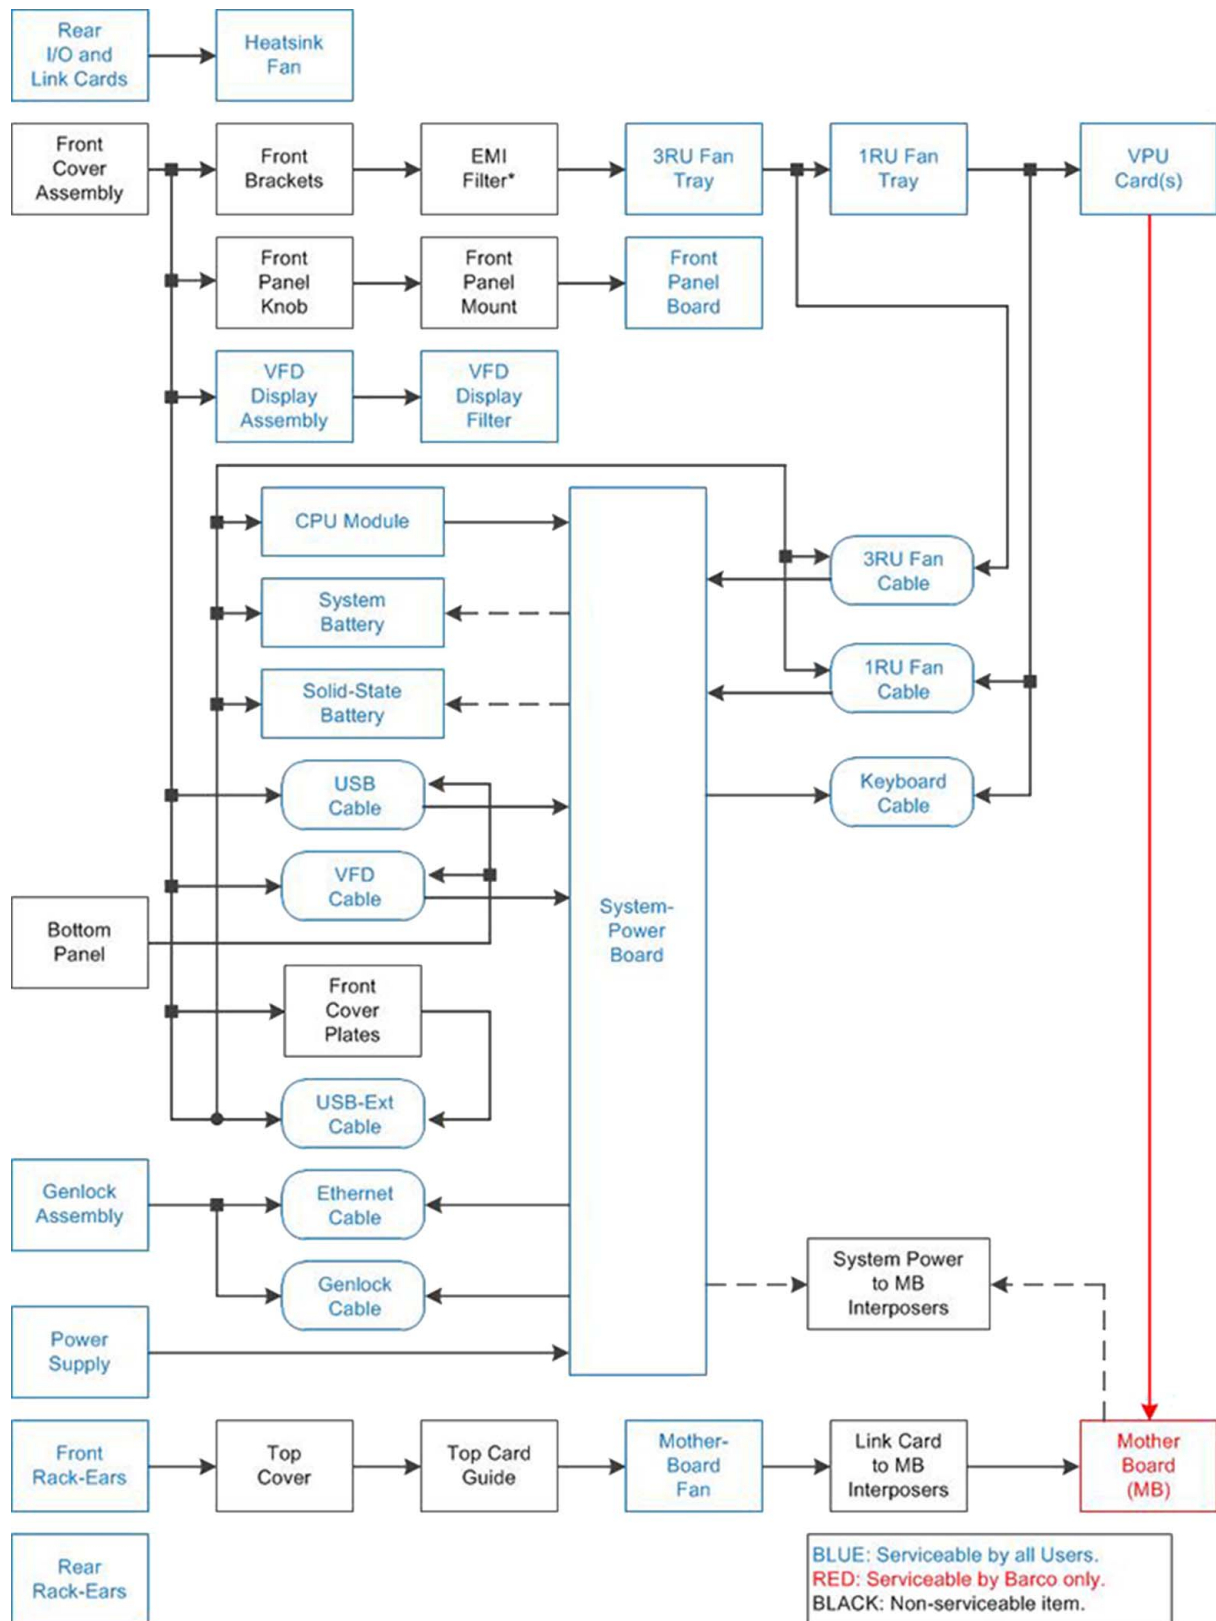 Rear
I/O and
Link Cards
Heatsink
Fan
Front
Cover
Assembly
Front
Brackets
EMI
Filter*
3RU Fan
Tray
1RU Fan
Tray
VPU
Card(s)
Front
Panel
Knob
Front
Panel
Mount
Front
Panel
Board
VFD
Display
Assembly
VFD
Display
Filter
CPU Module
3RU Fan
Cable
System
Battery
1RU Fan
Cable
Solid-State
Battery
USB
Cable
Keyboard
Cable
VFD
Cable
System-
Power
Board
Bottom
Panel
Front
Cover
Plates
USB-Ext
Cable
Genlock
Assembly
Ethernet
Cable
System Power
to MB
Interposers
Genlock
Cable
Power
Supply
Front
Rack-Ears
Top
Cover
Top Card
Guide
Mother-
Board
Fan
Link Card
to MB
Interposers
Mother
Board
(MB)
Rear
Rack-Ears
BLUE: Serviceable by all Users.
RED: Serviceable by Barco only.
BLACK: Non-serviceable item.